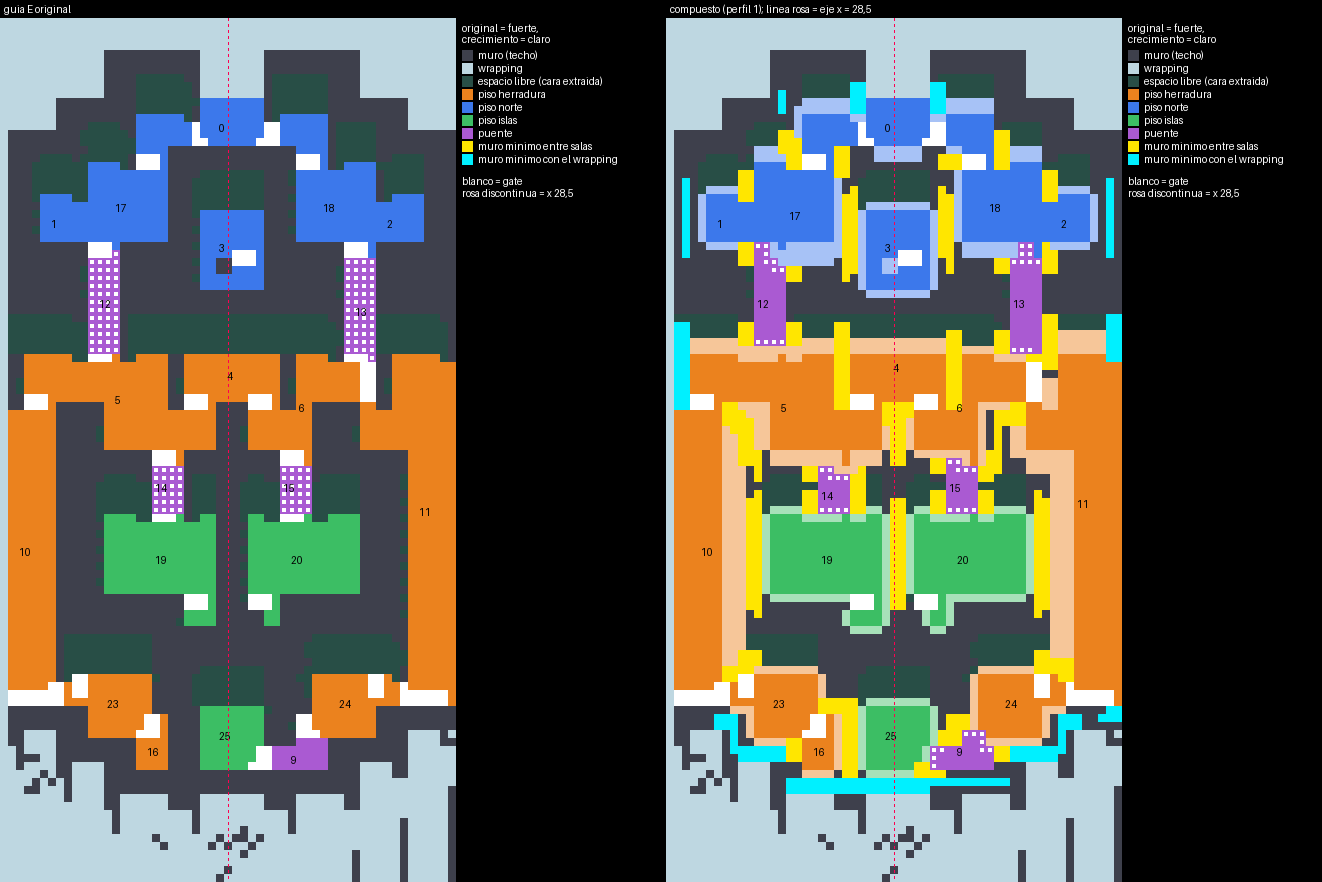 guia E original
original = fuerte,
crecimiento = claro
muro (techo)
wrapping
espacio libre (cara extraida)
piso herradura
piso norte
piso islas
puente
muro minimo entre salas
muro minimo con el wrapping
blanco = gate
rosa discontinua = x 28,5
0
17
18
1
2
3
12
13
4
5
6
14
15
11
10
19
20
23
24
25
16
9
compuesto (perfil 1); linea rosa = eje x = 28,5
original = fuerte,
crecimiento = claro
muro (techo)
wrapping
espacio libre (cara extraida)
piso herradura
piso norte
piso islas
puente
muro minimo entre salas
muro minimo con el wrapping
blanco = gate
rosa discontinua = x 28,5
0
17
18
1
2
3
12
13
4
5
6
14
15
11
10
19
20
23
24
25
16
9